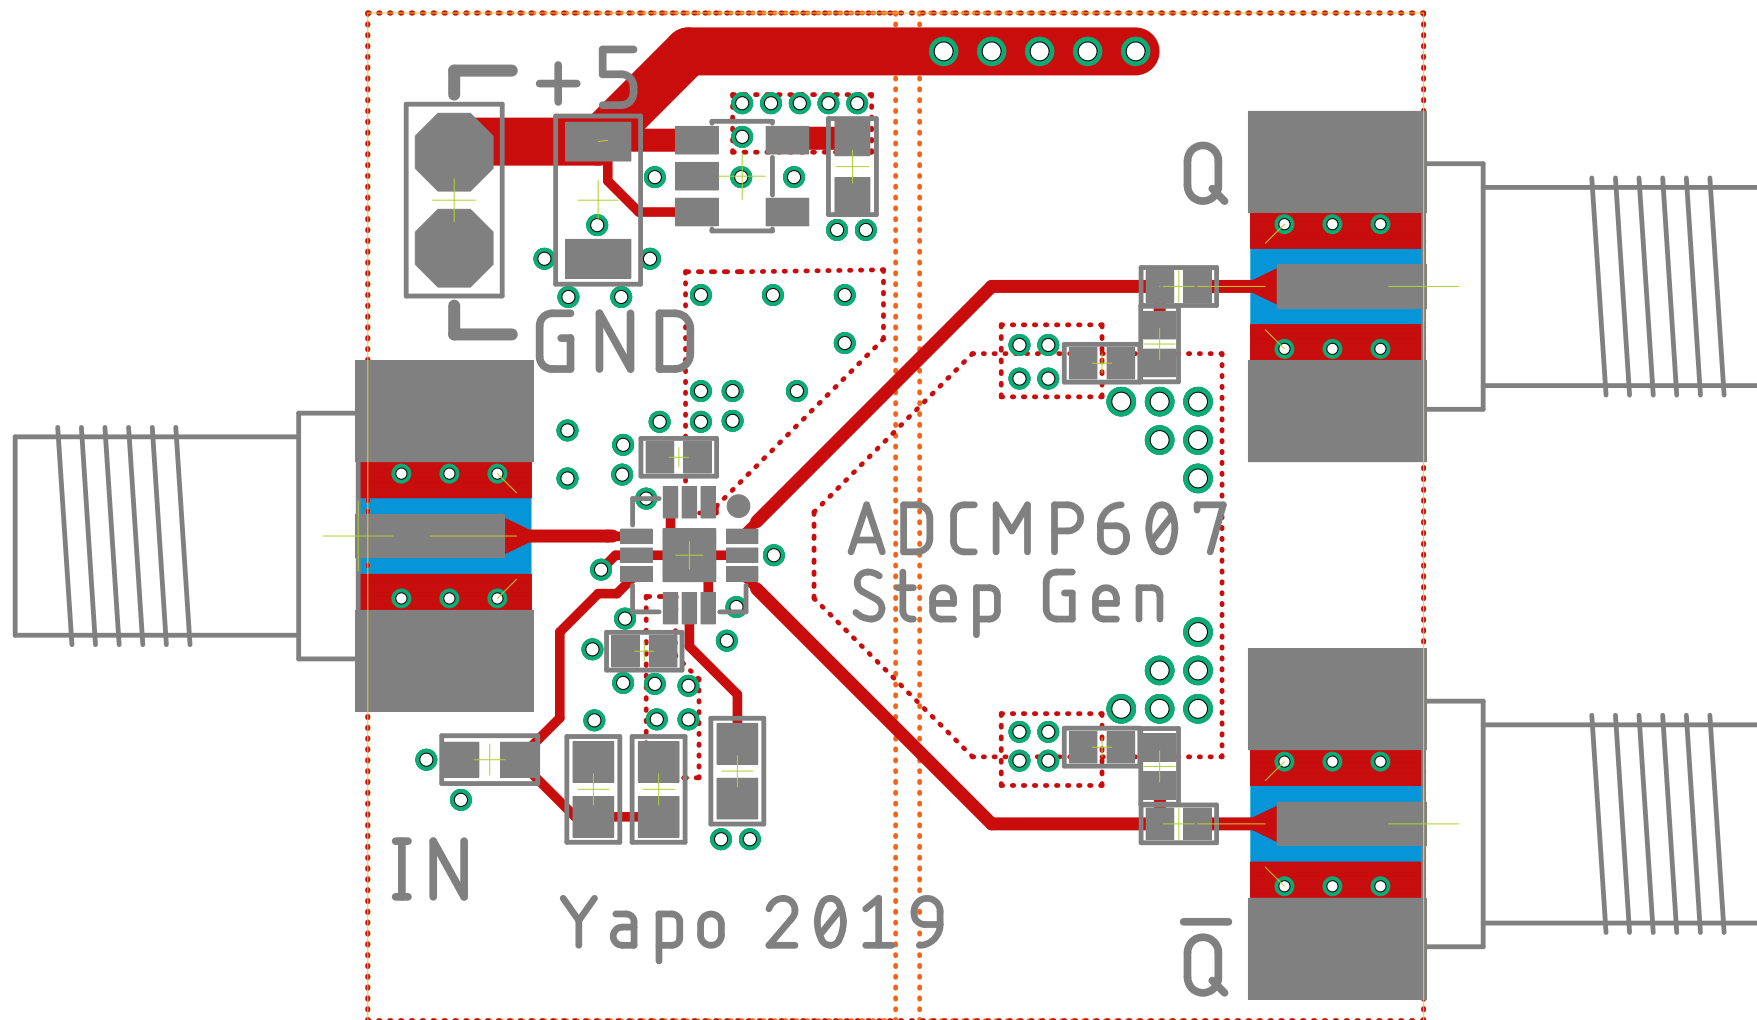 +5
Q
GND
ADCMP607
Step Gen
IN
Yapo 2019
Q̅